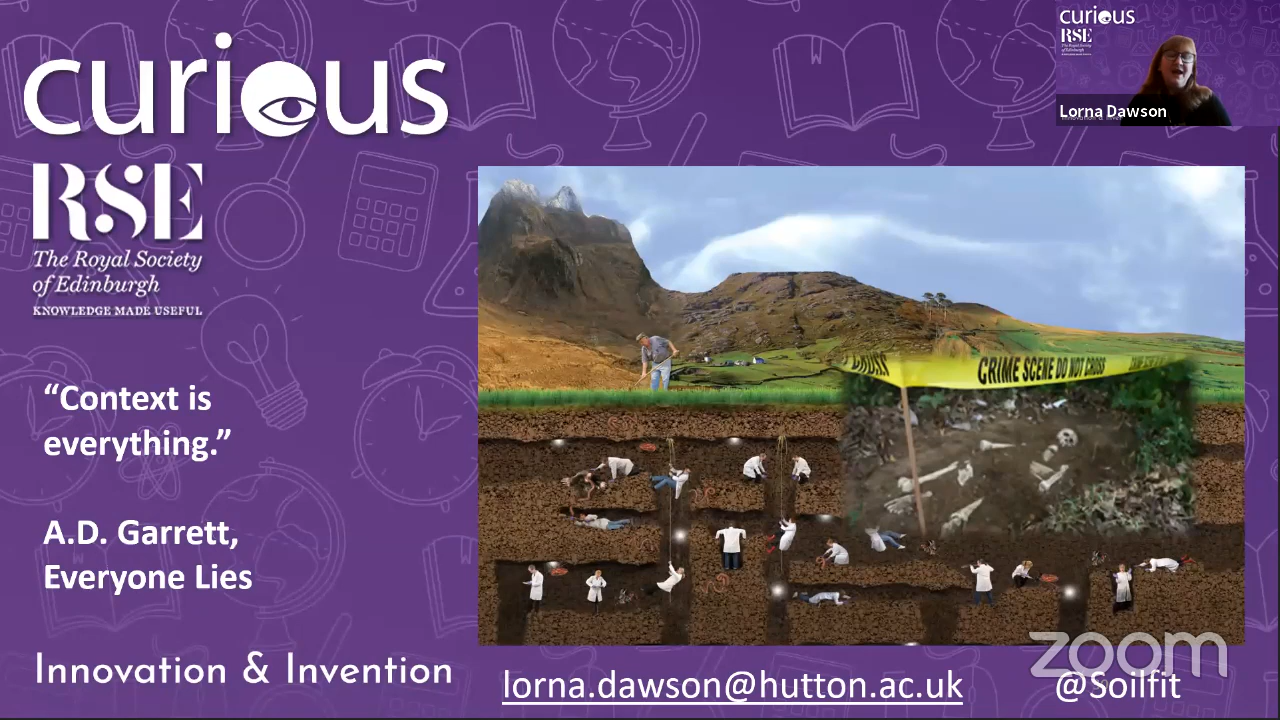 curious
RSE
The Royal Society
of Edinburgh
KNOWLEDGE MADE USEFUL
“Context is
everything.”
A.D. Garrett,
Everyone Lies
Innovation & Invention
curious
RSE
Lorna Dawson
CRIME SCENE DO NOT CROSS
lorna.dawson@hutton.ac.uk
@Soilfit
zoom